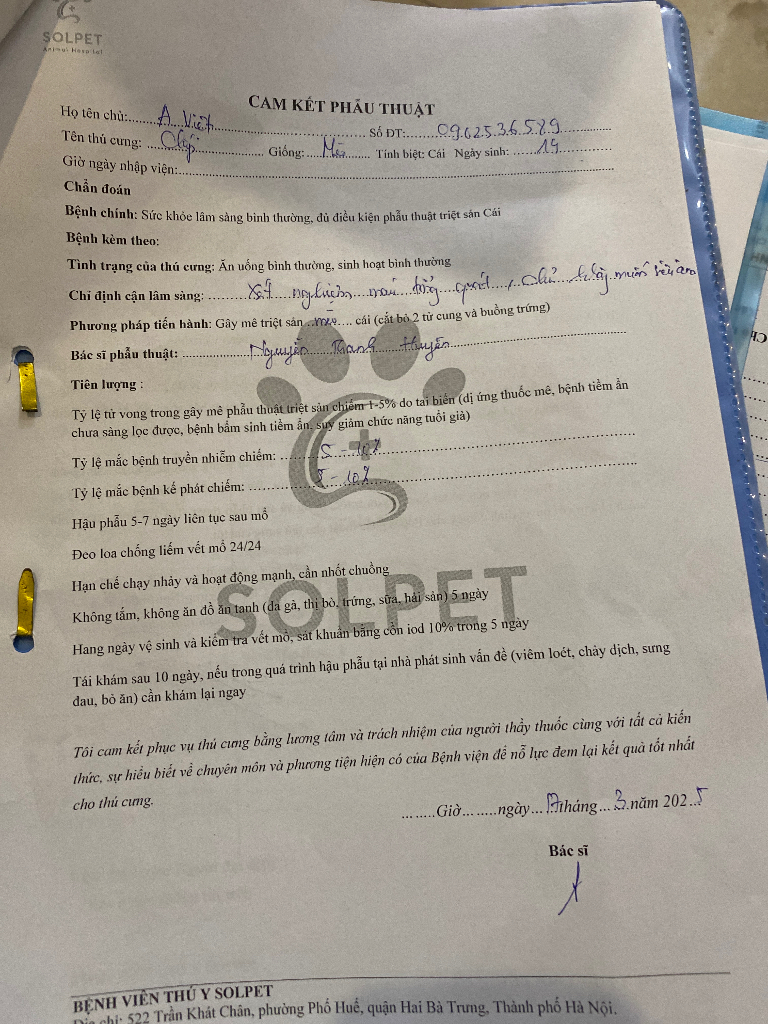 SOLPET
Animal Hospital
CAM KẾT PHẪU THUẬT
Họ tên chủ:.....A. Việt..... Số ĐT:.....0962536589.....
Tên thú cưng: ..... Giống:....Mèo..... Tính biệt: Cái Ngày sinh: .....14.....
Giờ ngày nhập viện:.....
Chẩn đoán
Bệnh chính: Sức khỏe lâm sàng bình thường, đủ điều kiện phẫu thuật triệt sản Cái
Bệnh kèm theo:
Tình trạng của thú cưng: Ăn uống bình thường, sinh hoạt bình thường
Chỉ định cận lâm sàng: .....Xét nghiệm máu tổng quát, siêu âm
Phương pháp tiến hành: Gây mê triệt sản ..mèo.... cái (cắt bỏ 2 tử cung và buồng trứng)
Bác sĩ phẫu thuật: .....Nguyễn Thanh Huyền.....
Tiên lượng :
Tỷ lệ tử vong trong gây mê phẫu thuật triệt sản chiếm 1-5% do tai biến (dị ứng thuốc mê, bệnh tiềm ẩn
chưa sàng lọc được, bệnh bẩm sinh tiềm ẩn, suy giảm chức năng tuổi già)
Tỷ lệ mắc bệnh truyền nhiễm chiếm: .....5-10%.....
Tỷ lệ mắc bệnh kế phát chiếm: .....5-10%.....
Hậu phẫu 5-7 ngày liên tục sau mổ
Đeo loa chống liếm vết mổ 24/24
Hạn chế chạy nhảy và hoạt động mạnh, cần nhốt chuồng
Không tắm, không ăn đồ ăn tanh (da gà, thị bò, trứng, sữa, hải sản) 5 ngày
Hang ngày vệ sinh và kiểm tra vết mổ, sát khuẩn bằng cồn iod 10% trong 5 ngày
Tái khám sau 10 ngày, nếu trong quá trình hậu phẫu tại nhà phát sinh vấn đề (viêm loét, chảy dịch, sưng
đau, bỏ ăn) cần khám lại ngay
SOLPET
Tôi cam kết phục vụ thú cưng bằng lương tâm và trách nhiệm của người thầy thuốc cùng với tất cả kiến
thức, sự hiểu biết về chuyên môn và phương tiện hiện có của Bệnh viện để nỗ lực đem lại kết quả tốt nhất
cho thú cưng.
........Giờ........ngày...17tháng...3.năm 2025
Bác sĩ
BỆNH VIỆN THÚ Y SOLPET
Địa chỉ: 522 Trần Khát Chân, phường Phố Huế, quận Hai Bà Trưng, Thành phố Hà Nội.